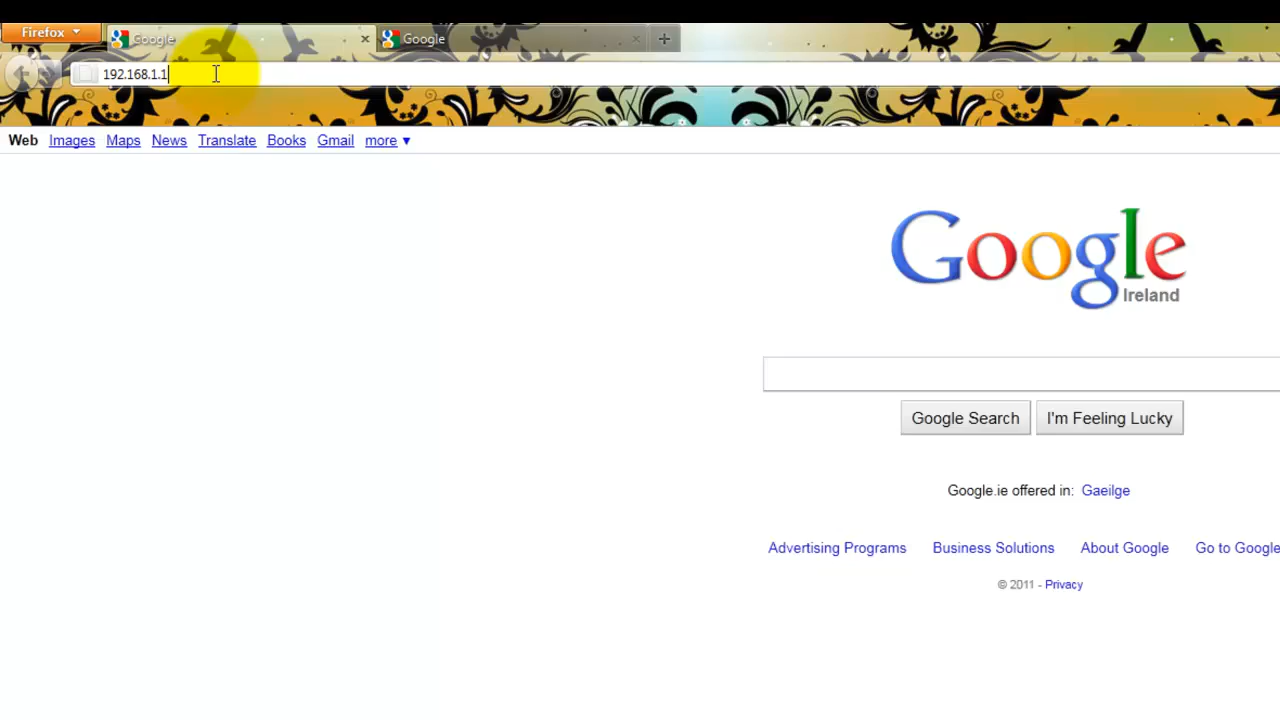 Firefox
Google
Google
192.168.1.1
Web Images Maps News Translate Books Gmail more ▼
Google
Ireland
Google Search I'm Feeling Lucky
Google.ie offered in: Gaeilge
Advertising Programs Business Solutions About Google Go to Google
© 2011 - Privacy